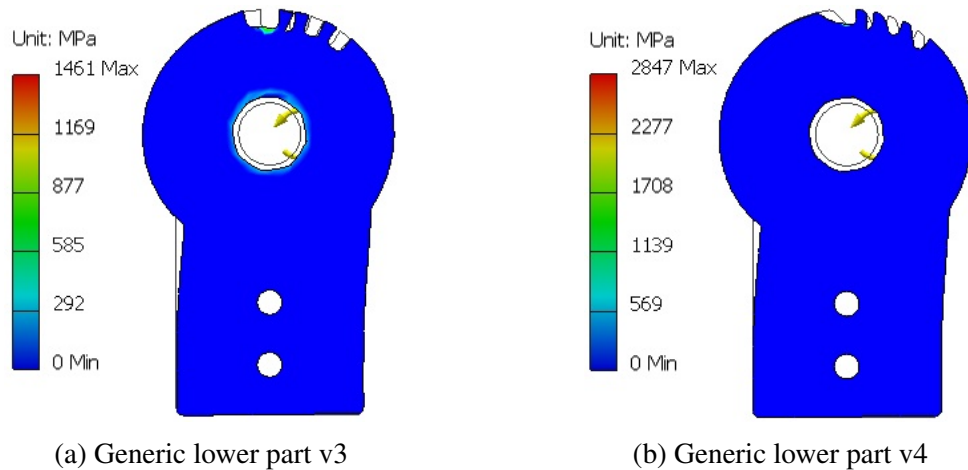 Unit: MPa
1461 Max
1169
877
585
292
0 Min
(a) Generic lower part v3
Unit: MPa
2847 Max
2277
1708
1139
569
0 Min
(b) Generic lower part v4